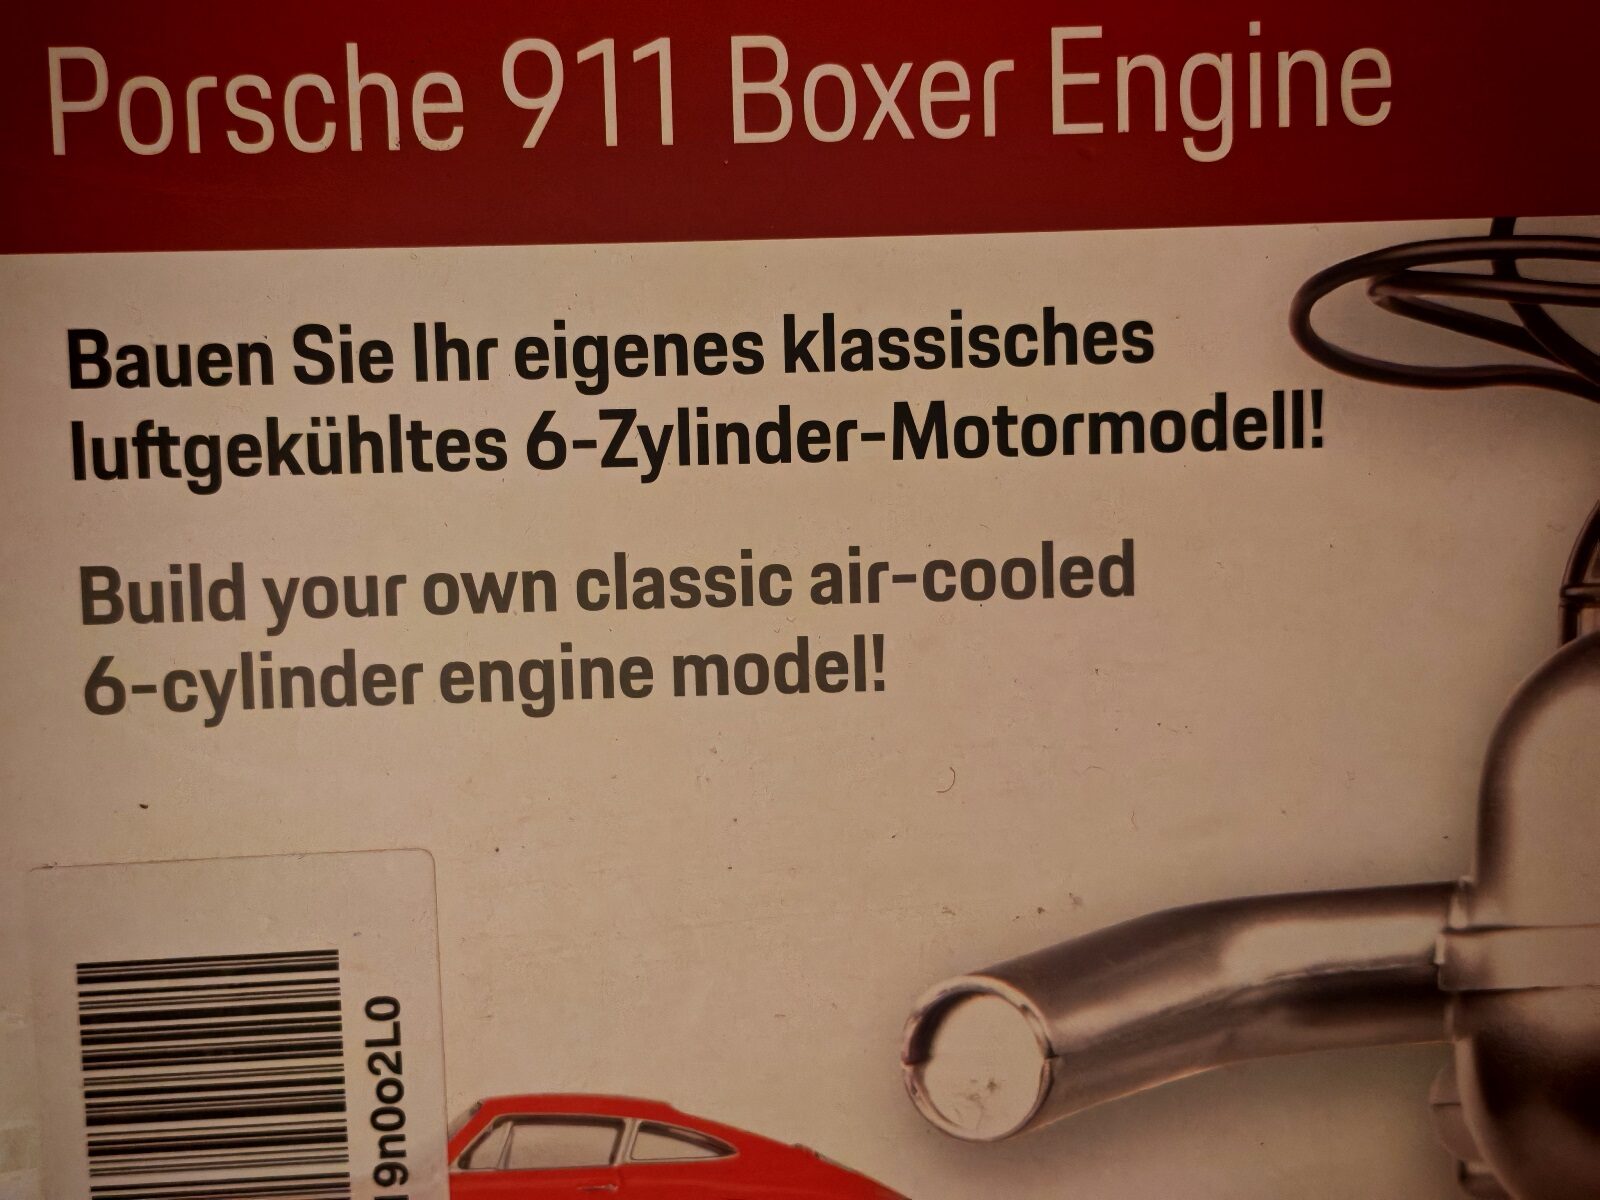 Porsche 911 Boxer Engine
Bauen Sie Ihr eigenes klassisches
luftgekühltes 6-Zylinder-Motormodell!
Build your own classic air-cooled
6-cylinder engine model!
19n0o2L0